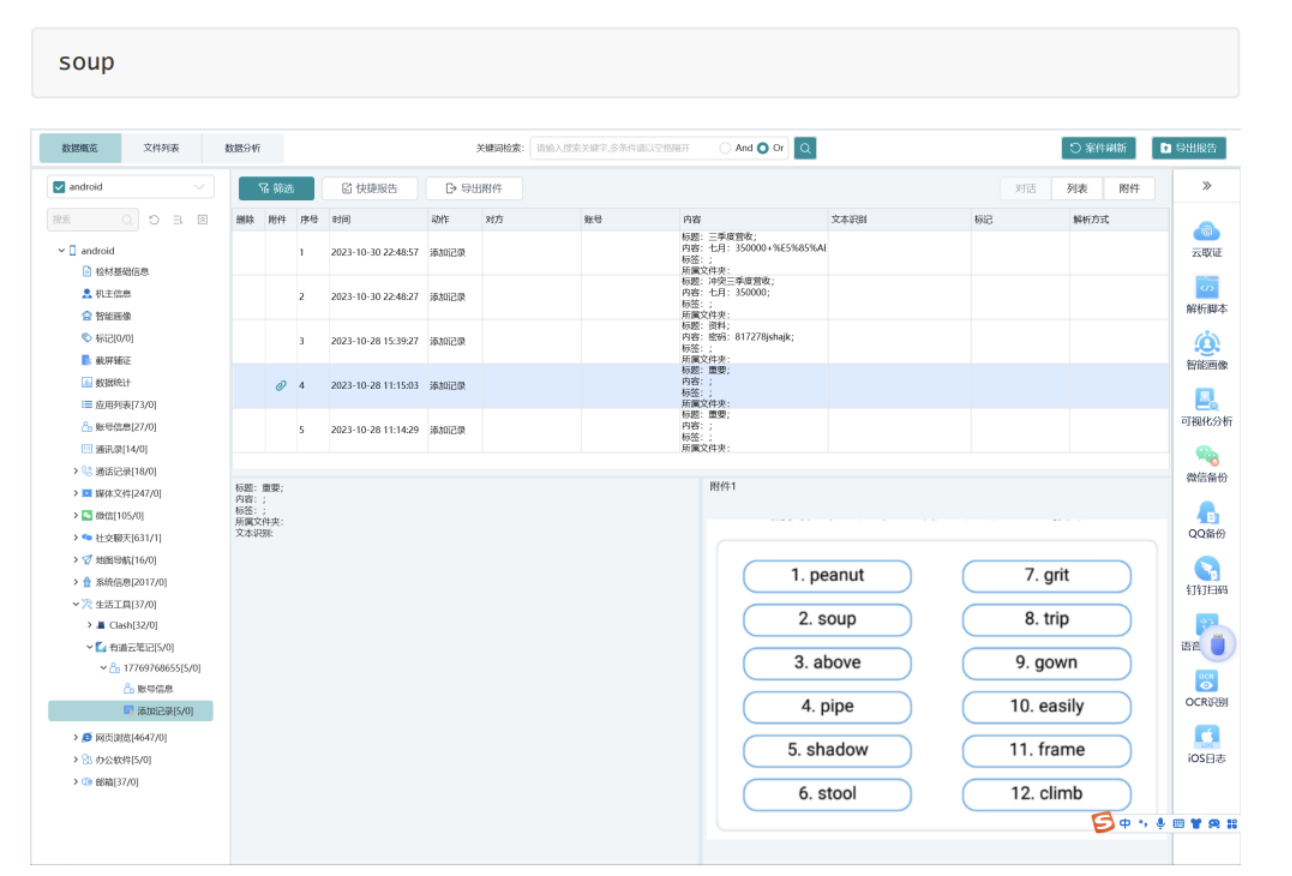 soup
数据概览 文件列表 数据分析 关键词检索: 请输入搜索关键字,多条件请以空格隔开 And Or 案件刷新 导出报告
android 筛选 快捷报告 导出附件 对话 列表 附件
搜索
删除 附件 序号 时间 动作 对方 账号 内容 文本识别 标记 解析方式
1 2023-10-30 22:48:57 添加记录
标题: 三季度营收;
内容: 七月: 350000+%E5%85%AI
标签: ;
所属文件夹:
2 2023-10-30 22:48:27 添加记录
标题: 冲突三季度营收;
内容: 七月: 350000;
标签: ;
所属文件夹:
3 2023-10-28 15:39:27 添加记录
标题: 资料;
内容: 密码: 817278jshajk;
标签: ;
所属文件夹:
4 2023-10-28 11:15:03 添加记录
标题: 重要;
内容: ;
标签: ;
所属文件夹:
5 2023-10-28 11:14:29 添加记录
标题: 重要;
内容: ;
标签: ;
所属文件夹:
android
检材基础信息
机主信息
智能画像
标记[0/0]
截屏辅证
数据统计
应用列表[73/0]
账号信息[27/0]
通讯录[14/0]
通话记录[18/0]
媒体文件[247/0]
微信[105/0]
社交聊天[631/1]
地图导航[16/0]
系统信息[2017/0]
生活工具[37/0]
Clash[32/0]
有道云笔记[5/0]
17769768655[5/0]
账号信息
添加记录[5/0]
网页浏览[4647/0]
办公软件[5/0]
邮箱[37/0]
标题: 重要;
内容: ;
标签: ;
所属文件夹:
文本识别:
附件1
1. peanut
2. soup
3. above
4. pipe
5. shadow
6. stool
7. grit
8. trip
9. gown
10. easily
11. frame
12. climb
云取证
解析脚本
智能画像
可视化分析
微信备份
QQ备份
钉钉扫码
语音
OCR
OCR识别
iOS日志
中